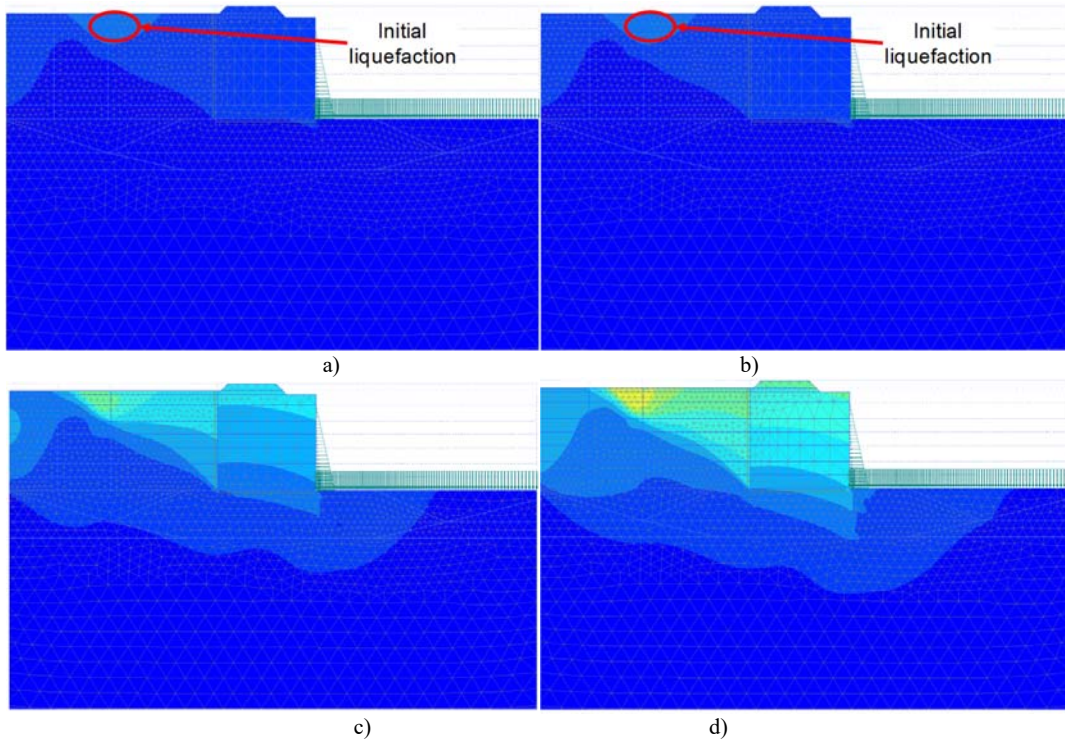 Initial
liquefaction
Initial
liquefaction
a)
b)
c)
d)